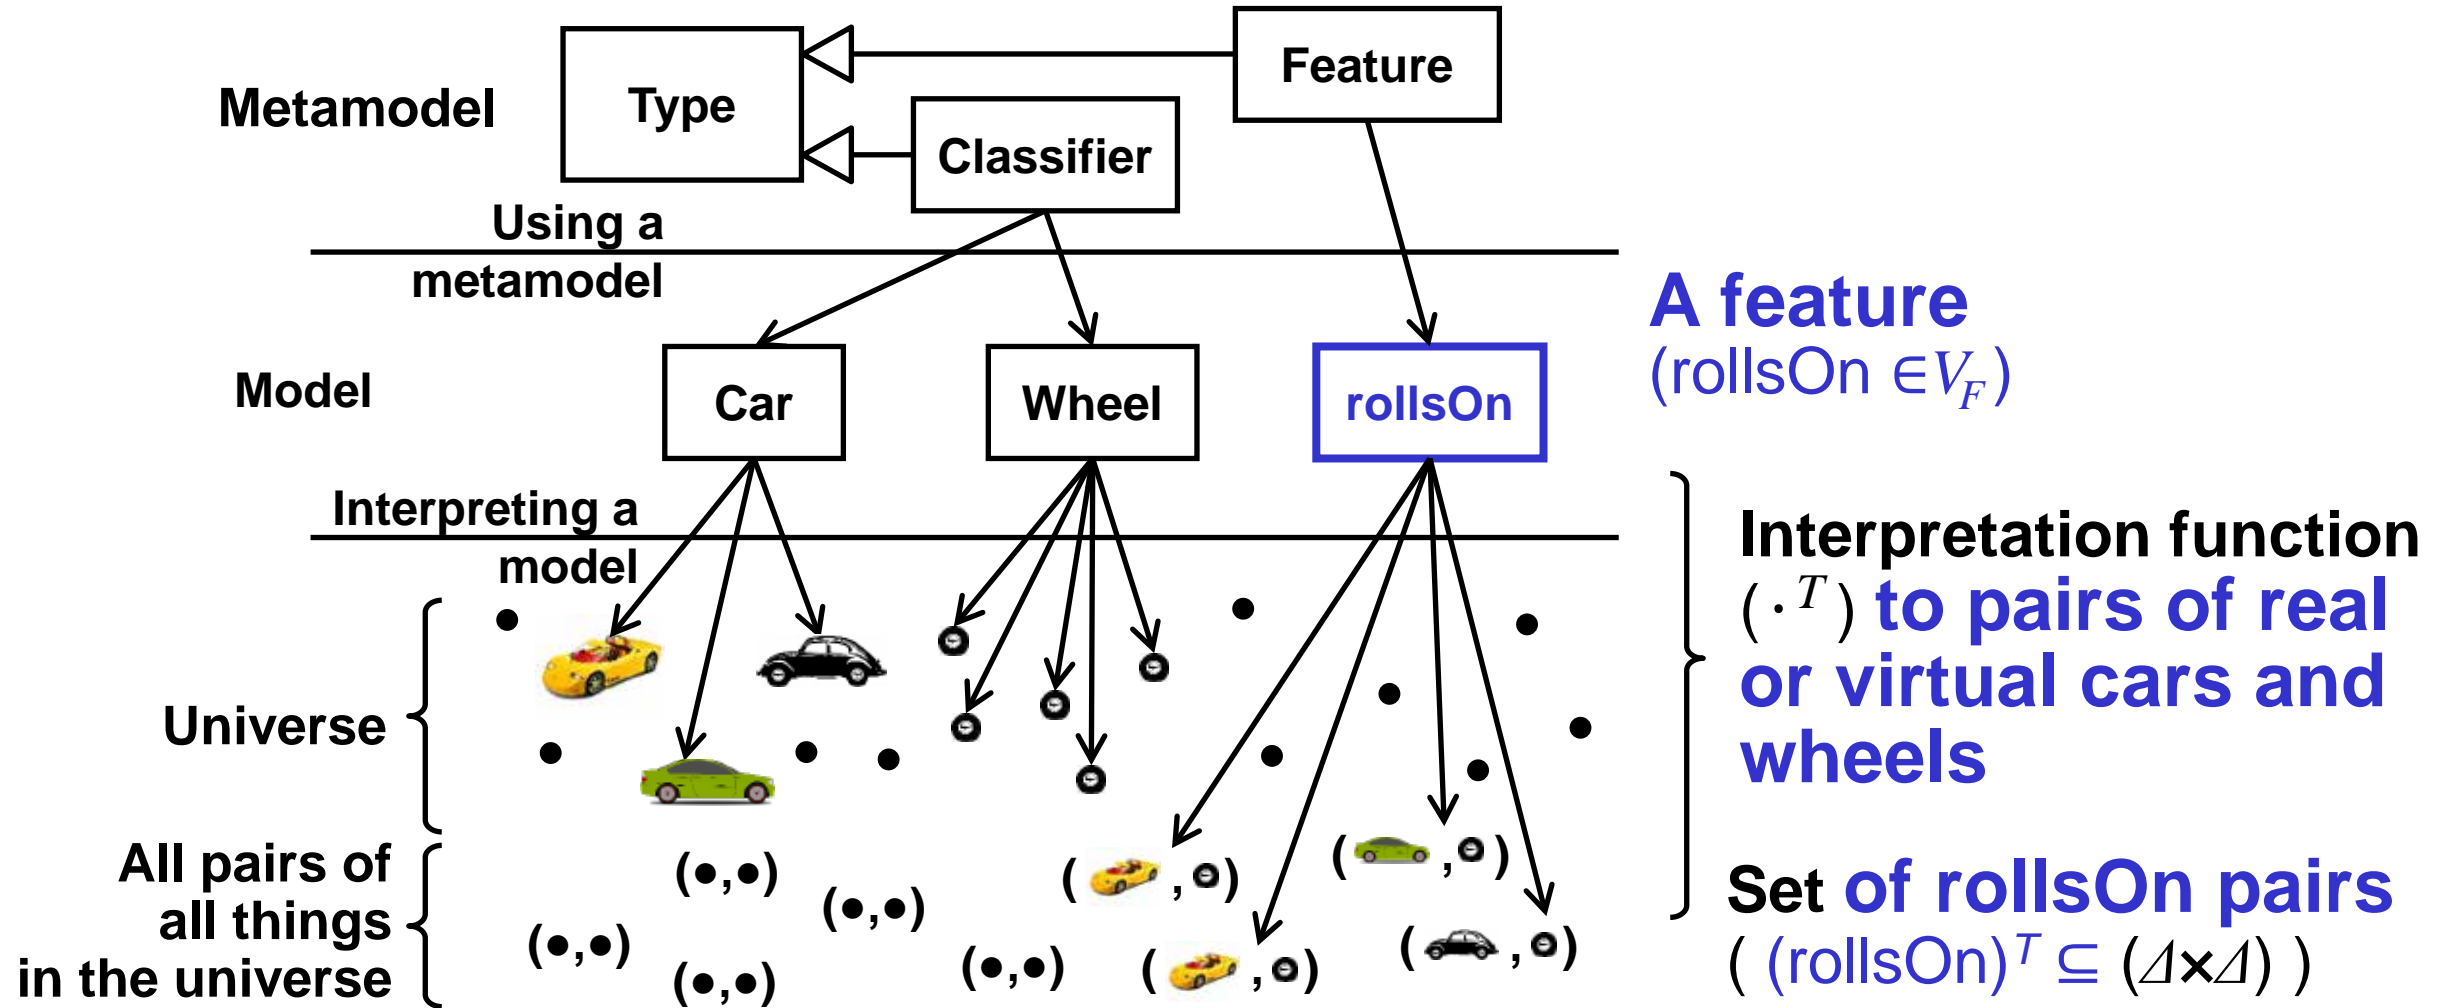 Metamodel
Type
Feature
Classifier
Using a
metamodel
A feature
(rollsOn ∈V_F)
Model
Car
Wheel
rollsOn
Interpreting a
model
Interpretation function
(·^T) to pairs of real
or virtual cars and
wheels
Universe
All pairs of
all things
in the universe
(●,●)
(●,●)
(●,●)
(●,●)
(●,●)
( , )
( , )
( , )
( , )
Set of rollsOn pairs
( (rollsOn)^T ⊆ (Δ×Δ) )